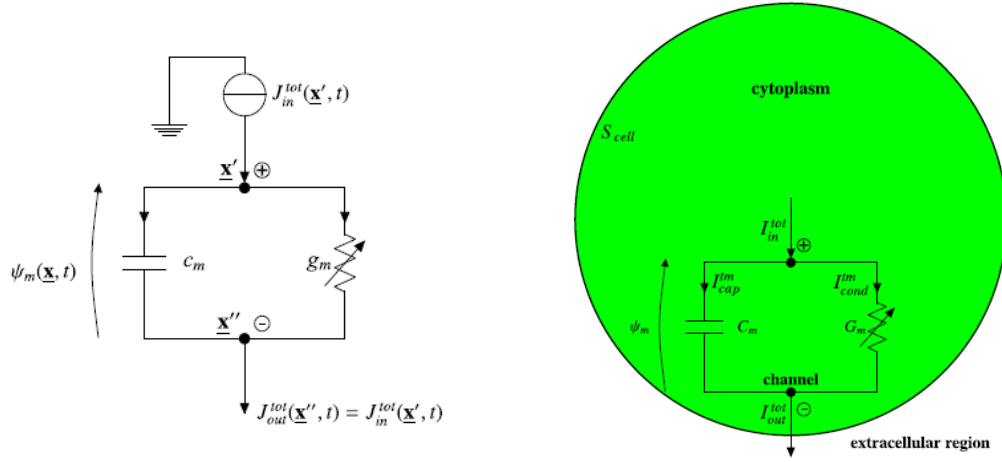 J_in^tot(x′, t)
x′ ⊕
ψ_m(x, t)
c_m
g_m
x″ ⊖
J_out^tot(x″, t) = J_in^tot(x′, t)
cytoplasm
S_cell
I_in^tot
⊕
I_cap^tm
I_cond^tm
ψ_m
C_m
G_m
channel
I_out^tot
⊖
extracellular region